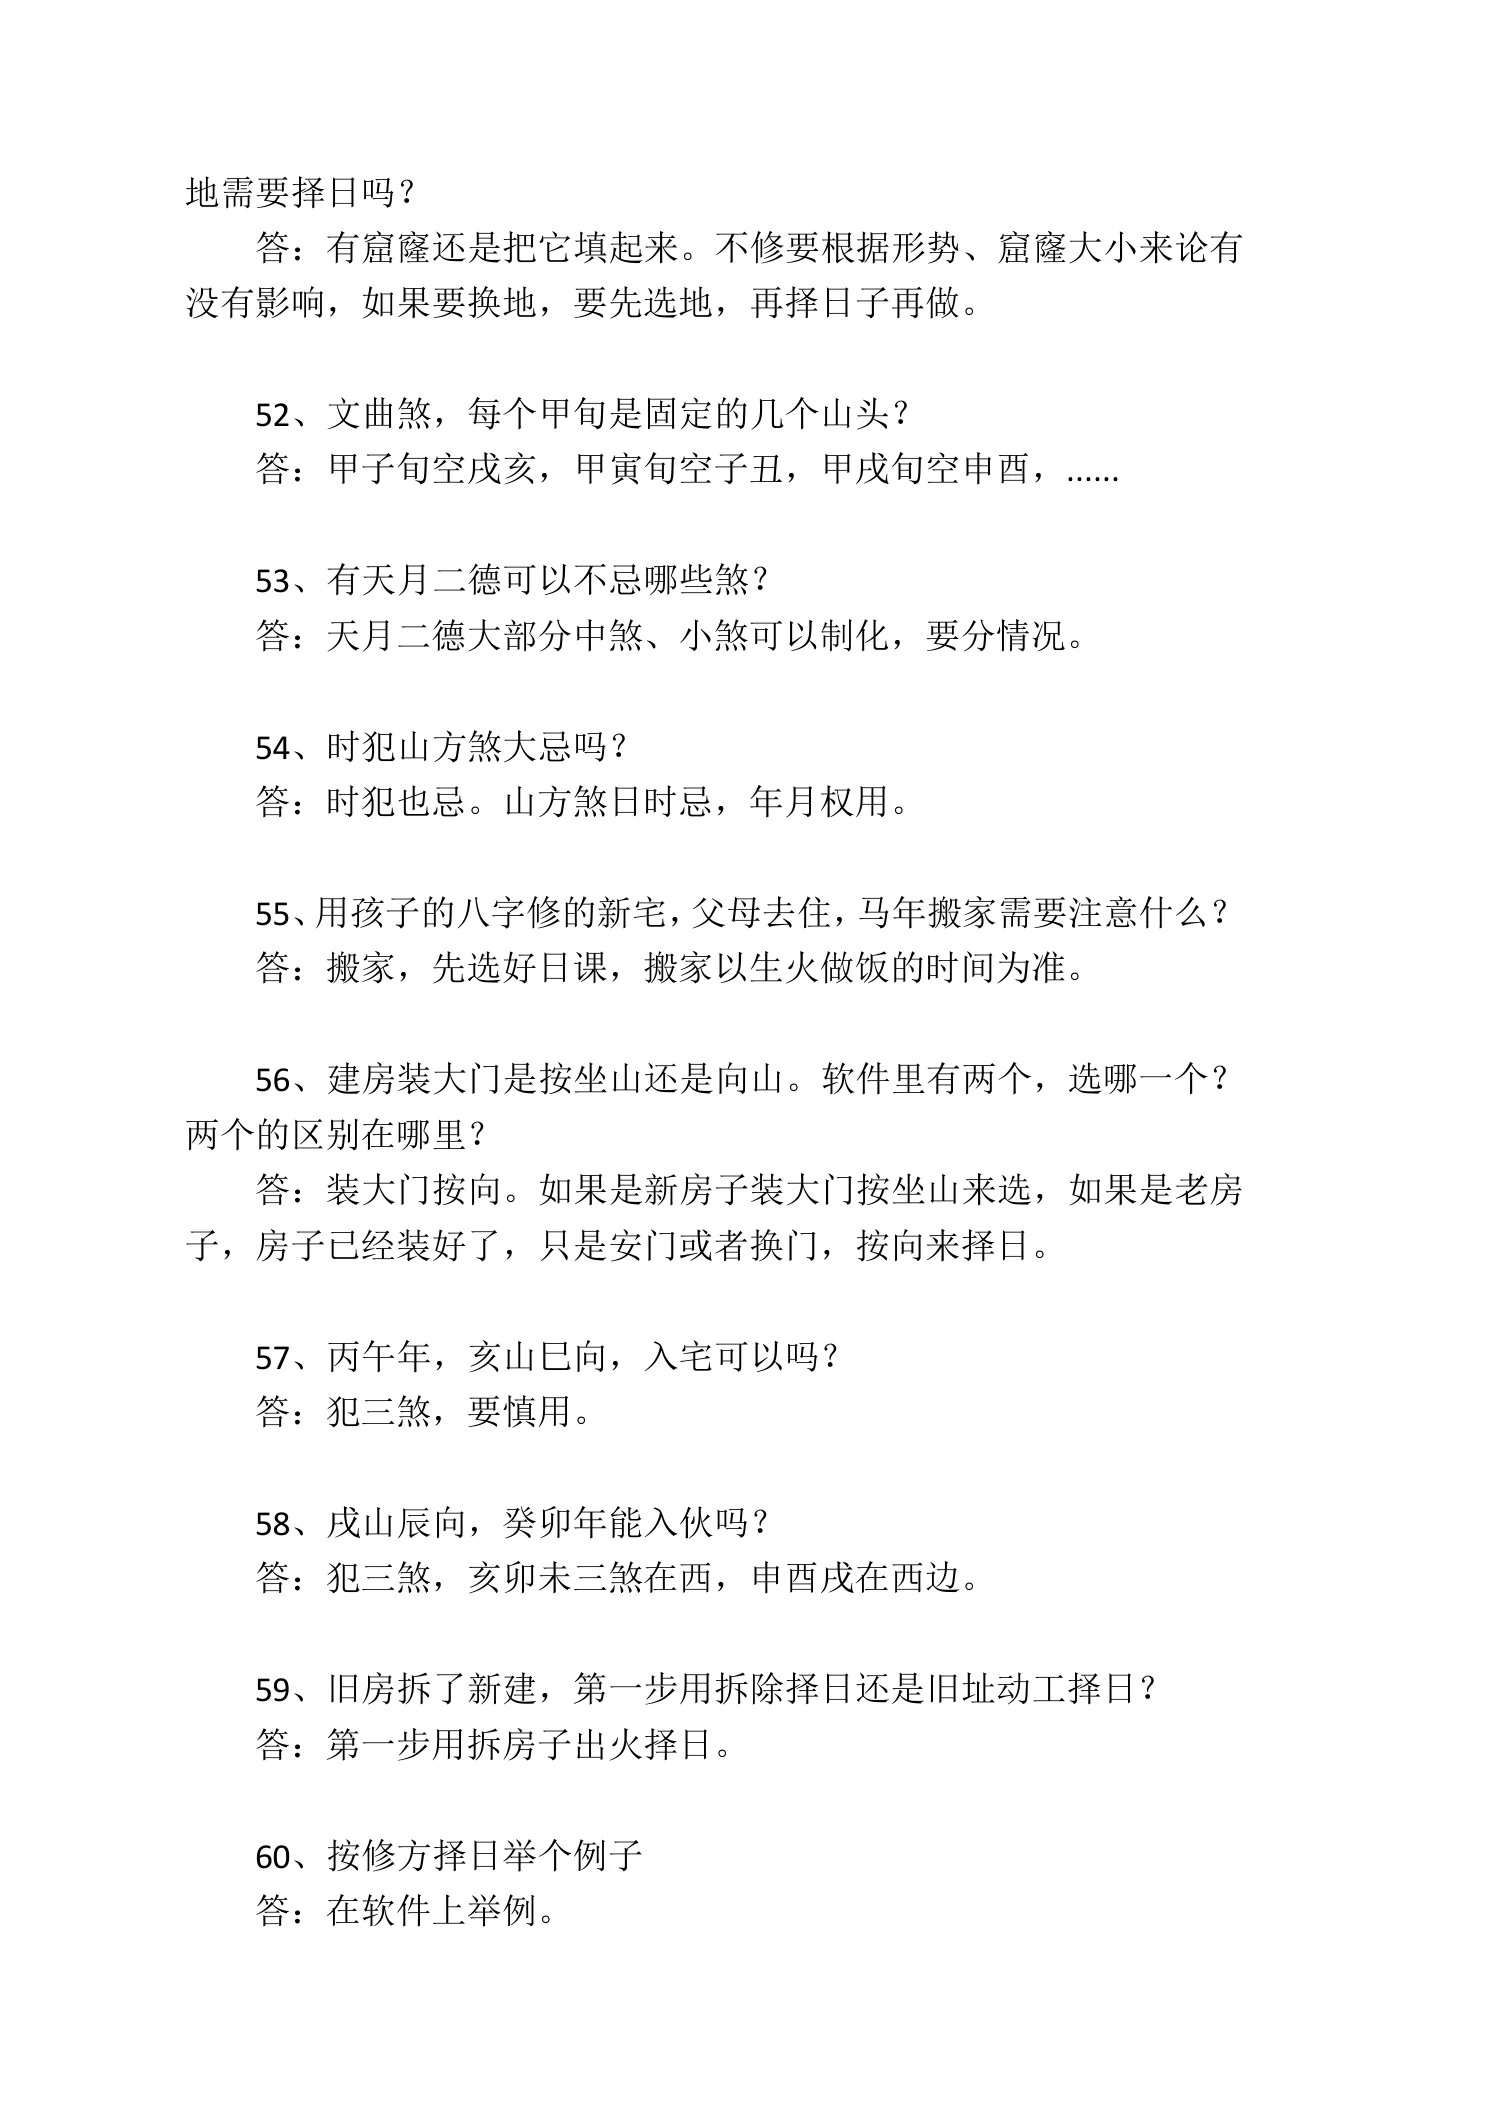 地需要择日吗？
答：有窟窿还是把它填起来。不修要根据形势、窟窿大小来论有
没有影响，如果要换地，要先选地，再择日子再做。
52、文曲煞，每个甲旬是固定的几个山头？
答：甲子旬空戌亥，甲寅旬空子丑，甲戌旬空申酉，……
53、有天月二德可以不忌哪些煞？
答：天月二德大部分中煞、小煞可以制化，要分情况。
54、时犯山方煞大忌吗？
答：时犯也忌。山方煞日时忌，年月权用。
55、用孩子的八字修的新宅，父母去住，马年搬家需要注意什么？
答：搬家，先选好日课，搬家以生火做饭的时间为准。
56、建房装大门是按坐山还是向山。软件里有两个，选哪一个？
两个的区别在哪里？
答：装大门按向。如果是新房子装大门按坐山来选，如果是老房
子，房子已经装好了，只是安门或者换门，按向来择日。
57、丙午年，亥山巳向，入宅可以吗？
答：犯三煞，要慎用。
58、戌山辰向，癸卯年能入伙吗？
答：犯三煞，亥卯未三煞在西，申酉戌在西边。
59、旧房拆了新建，第一步用拆除择日还是旧址动工择日？
答：第一步用拆房子出火择日。
60、按修方择日举个例子
答：在软件上举例。